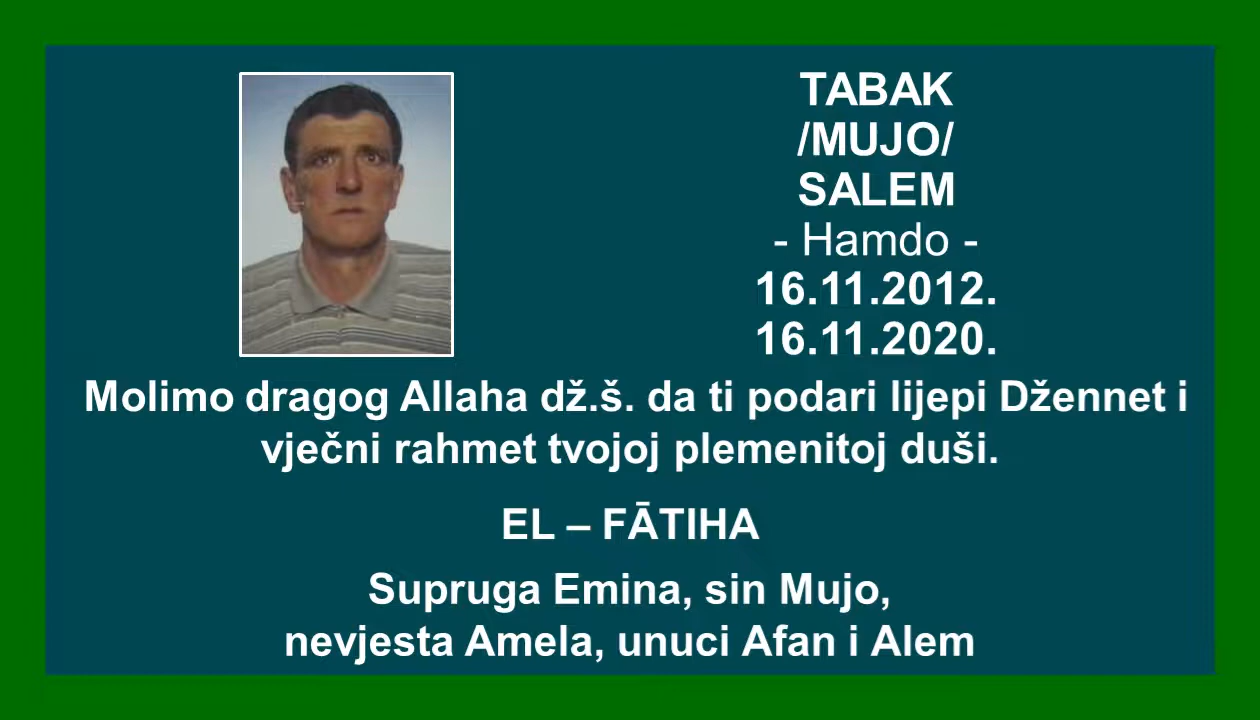 TABAK
/MUJO/
SALEM
- Hamdo -
16.11.2012.
16.11.2020.
Molimo dragog Allaha dž.š. da ti podari lijepi Džennet i
vječni rahmet tvojoj plemenitoj duši.
EL – FĀTIHA
Supruga Emina, sin Mujo,
nevjesta Amela, unuci Afan i Alem